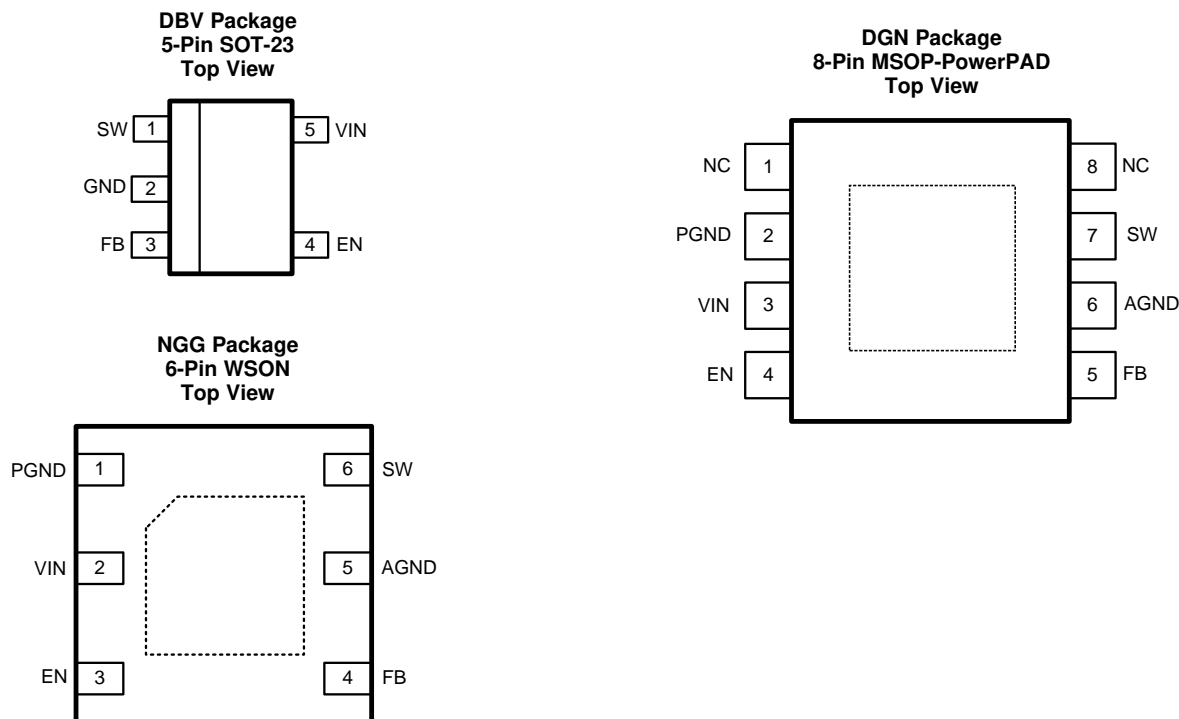 DBV Package
5-Pin SOT-23
Top View
SW 1 5 VIN
GND 2
FB 3 4 EN
DGN Package
8-Pin MSOP-PowerPAD
Top View
NC 1 8 NC
PGND 2 7 SW
VIN 3 6 AGND
EN 4 5 FB
NGG Package
6-Pin WSON
Top View
PGND 1 6 SW
VIN 2 5 AGND
EN 3 4 FB